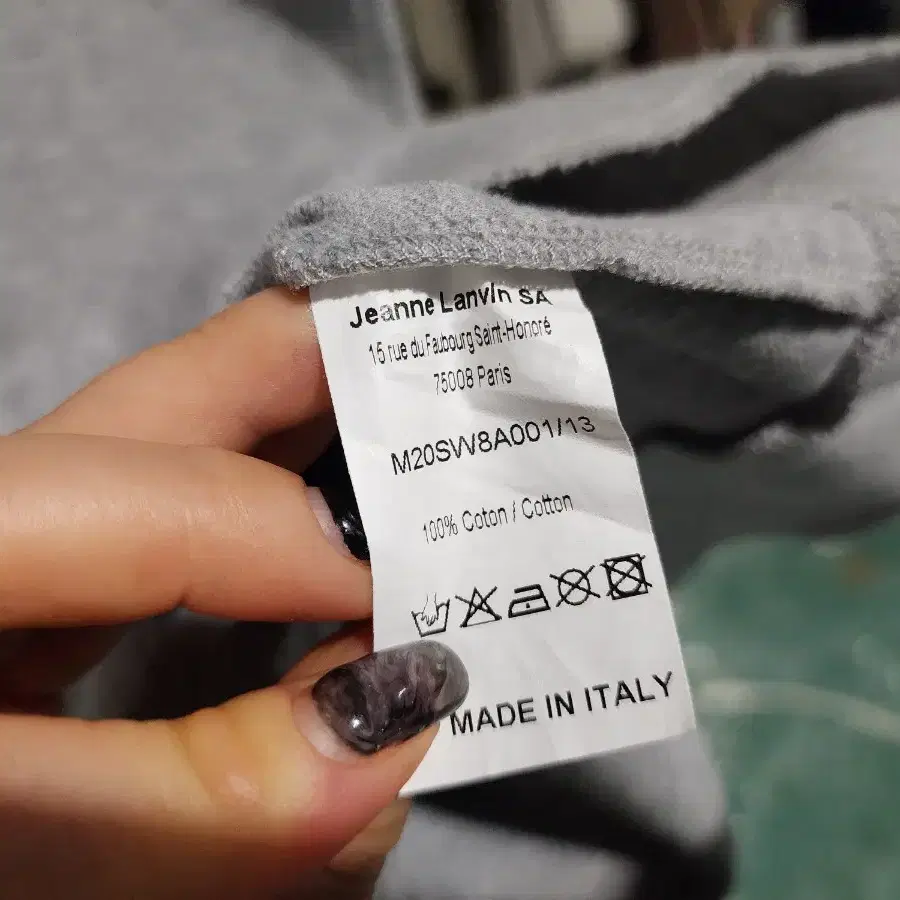 Jeanne Lanvin SA
15 rue du Faubourg Saint-Honoré
75008 Paris
M20SW8A001/13
100% Coton / Cotton
MADE IN ITALY